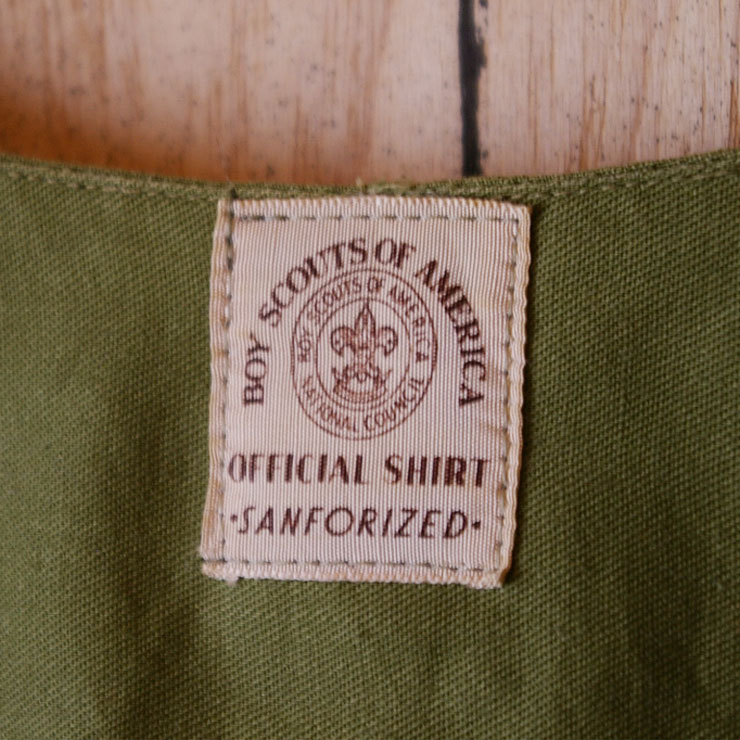 BOY SCOUTS OF AMERICA
BOY SCOUTS OF AMERICA
NATIONAL COUNCIL
OFFICIAL SHIRT
·SANFORIZED·